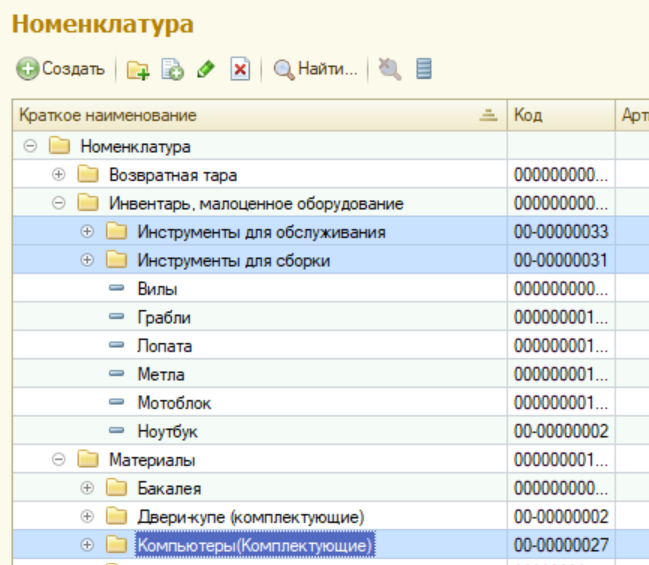 Номенклатура
Создать Найти...
Краткое наименование Код Арти
Номенклатура
Возвратная тара 000000000...
Инвентарь, малоценное оборудование 000000000...
Инструменты для обслуживания 00-00000033
Инструменты для сборки 00-00000031
Вилы 000000000...
Грабли 000000001...
Лопата 000000001...
Метла 000000001...
Мотоблок 000000001...
Ноутбук 00-00000002
Материалы 000000001...
Бакалея 000000000...
Двери-купе (комплектующие) 00-00000002
Компьютеры(Комплектующие) 00-00000027